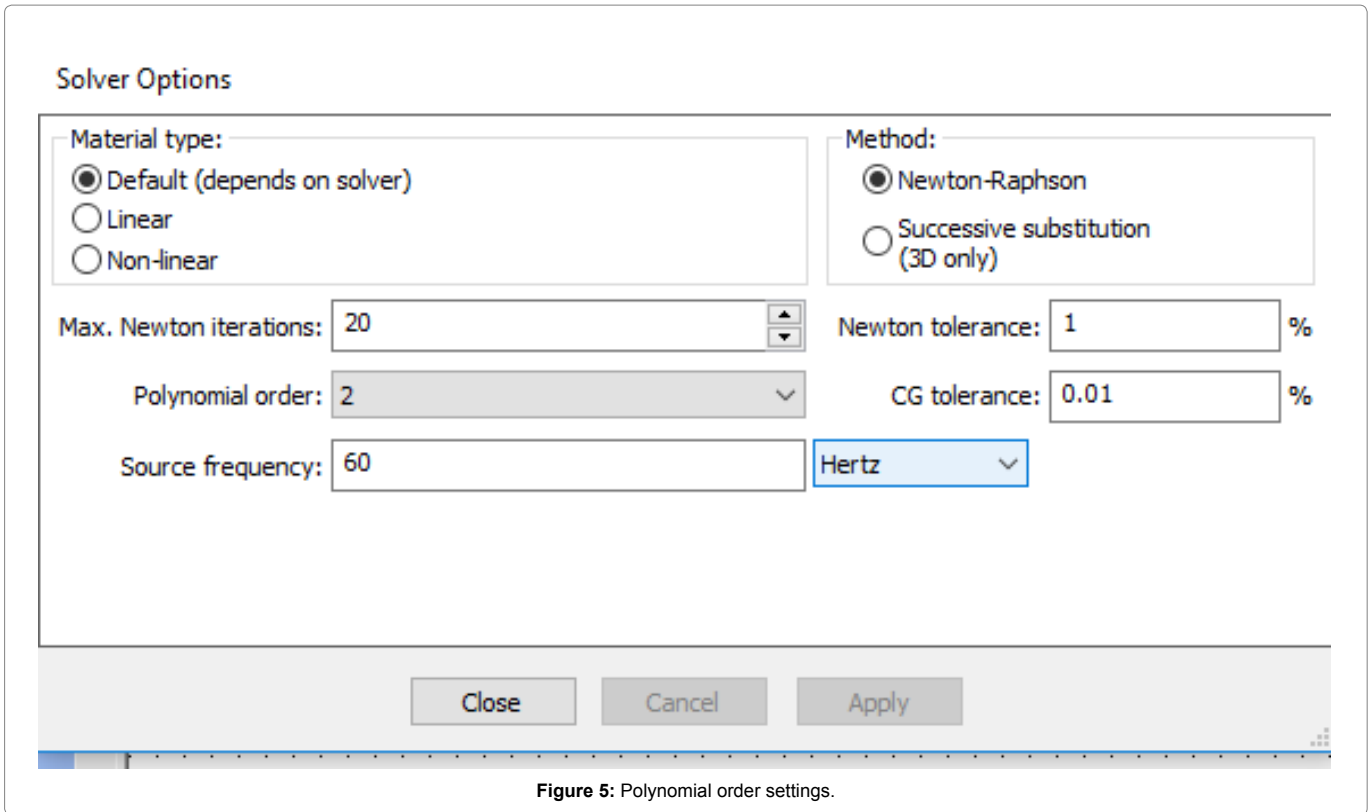 Solver Options
Material type:
Default (depends on solver)
Linear
Non-linear
Method:
Newton-Raphson
Successive substitution
(3D only)
Max. Newton iterations: 20
Newton tolerance: 1 %
Polynomial order: 2
CG tolerance: 0.01 %
Source frequency: 60 Hertz
Close Cancel Apply
Figure 5: Polynomial order settings.